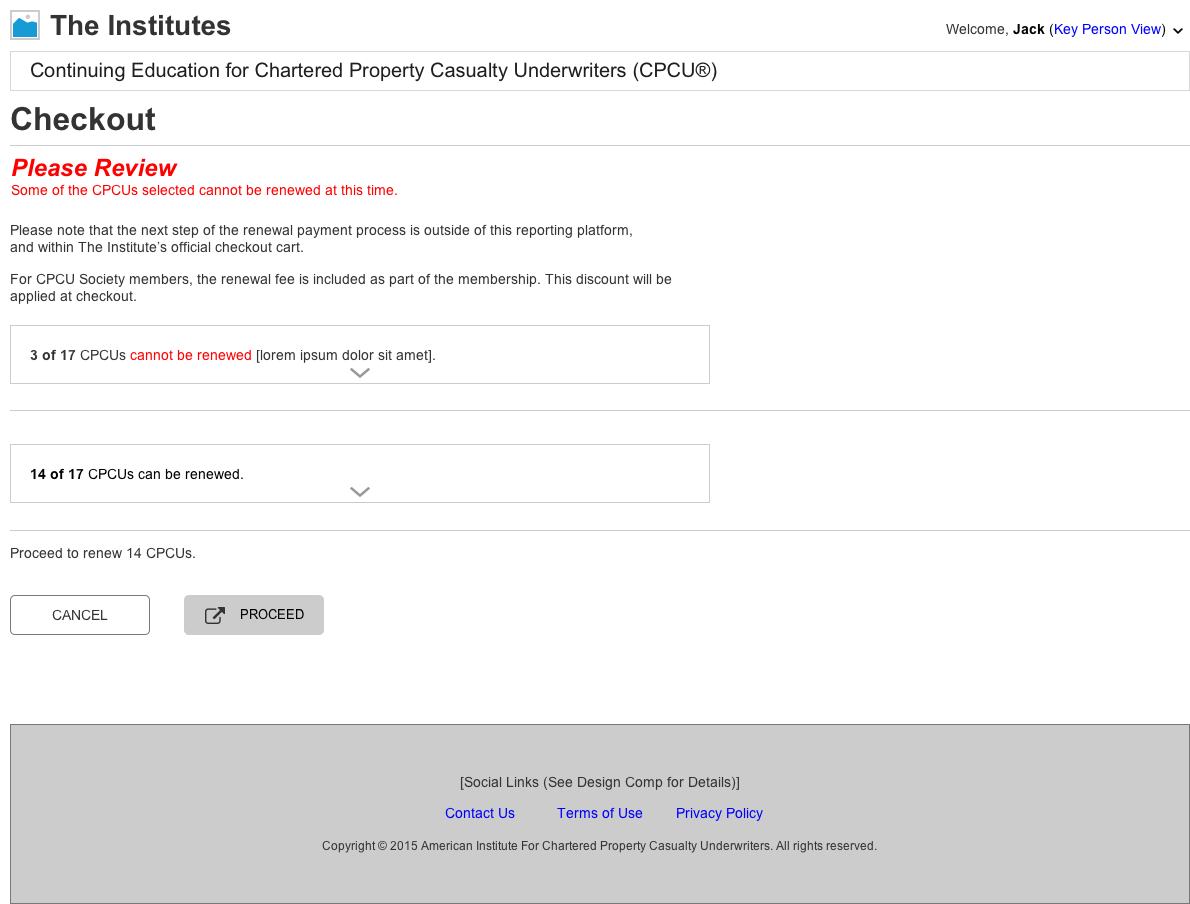 The Institutes
Welcome, Jack (Key Person View)
Continuing Education for Chartered Property Casualty Underwriters (CPCU®)
Checkout
Please Review
Some of the CPCUs selected cannot be renewed at this time.
Please note that the next step of the renewal payment process is outside of this reporting platform,
and within The Institute's official checkout cart.
For CPCU Society members, the renewal fee is included as part of the membership. This discount will be
applied at checkout.
3 of 17 CPCUs cannot be renewed [lorem ipsum dolor sit amet].
14 of 17 CPCUs can be renewed.
Proceed to renew 14 CPCUs.
CANCEL
PROCEED
[Social Links (See Design Comp for Details)]
Contact Us Terms of Use Privacy Policy
Copyright © 2015 American Institute For Chartered Property Casualty Underwriters. All rights reserved.